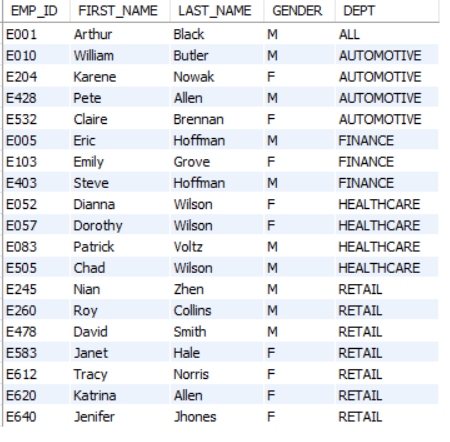 EMP_ID FIRST_NAME LAST_NAME GENDER DEPT
E001 Arthur Black M ALL
E010 William Butler M AUTOMOTIVE
E204 Karene Nowak F AUTOMOTIVE
E428 Pete Allen M AUTOMOTIVE
E532 Claire Brennan F AUTOMOTIVE
E005 Eric Hoffman M FINANCE
E103 Emily Grove F FINANCE
E403 Steve Hoffman M FINANCE
E052 Dianna Wilson F HEALTHCARE
E057 Dorothy Wilson F HEALTHCARE
E083 Patrick Voltz M HEALTHCARE
E505 Chad Wilson M HEALTHCARE
E245 Nian Zhen M RETAIL
E260 Roy Collins M RETAIL
E478 David Smith M RETAIL
E583 Janet Hale F RETAIL
E612 Tracy Norris F RETAIL
E620 Katrina Allen F RETAIL
E640 Jenifer Jhones F RETAIL